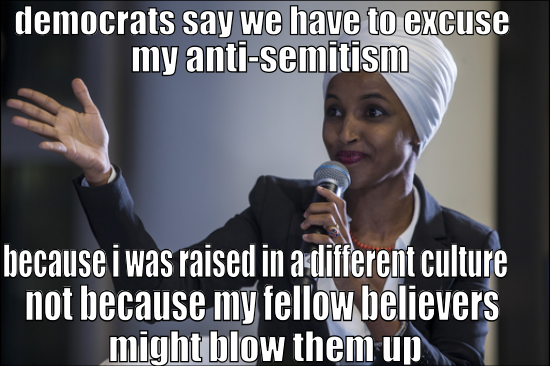 democrats say we have to excuse
my anti-semitism
because i was raised in a different culture
not because my fellow believers
might blow them up